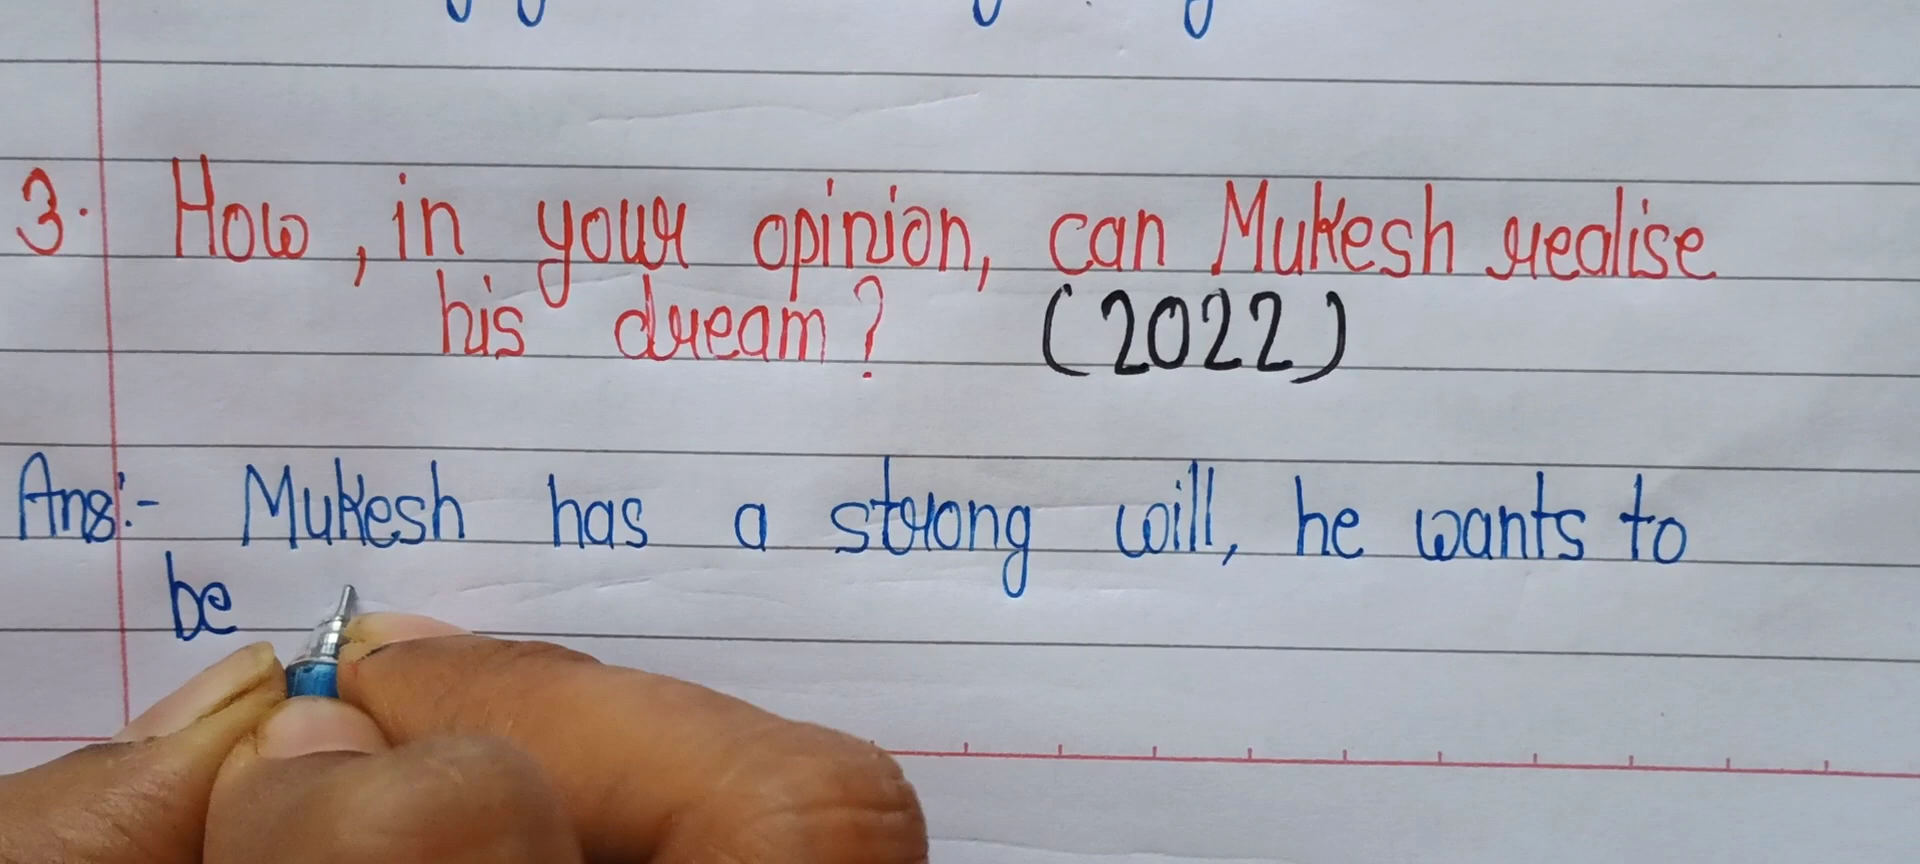 3. How, in your opinion, can Mukesh realise
his dream? (2022)
Ans:- Mukesh has a strong will, he wants to
be